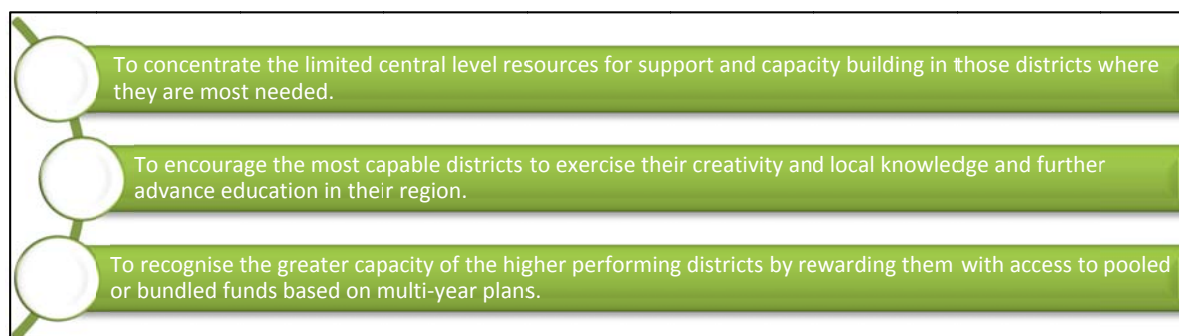 To concentrate the limited central level resources for support and capacity building in those districts where
they are most needed.
To encourage the most capable districts to exercise their creativity and local knowledge and further
advance education in their region.
To recognise the greater capacity of the higher performing districts by rewarding them with access to pooled
or bundled funds based on multi-year plans.